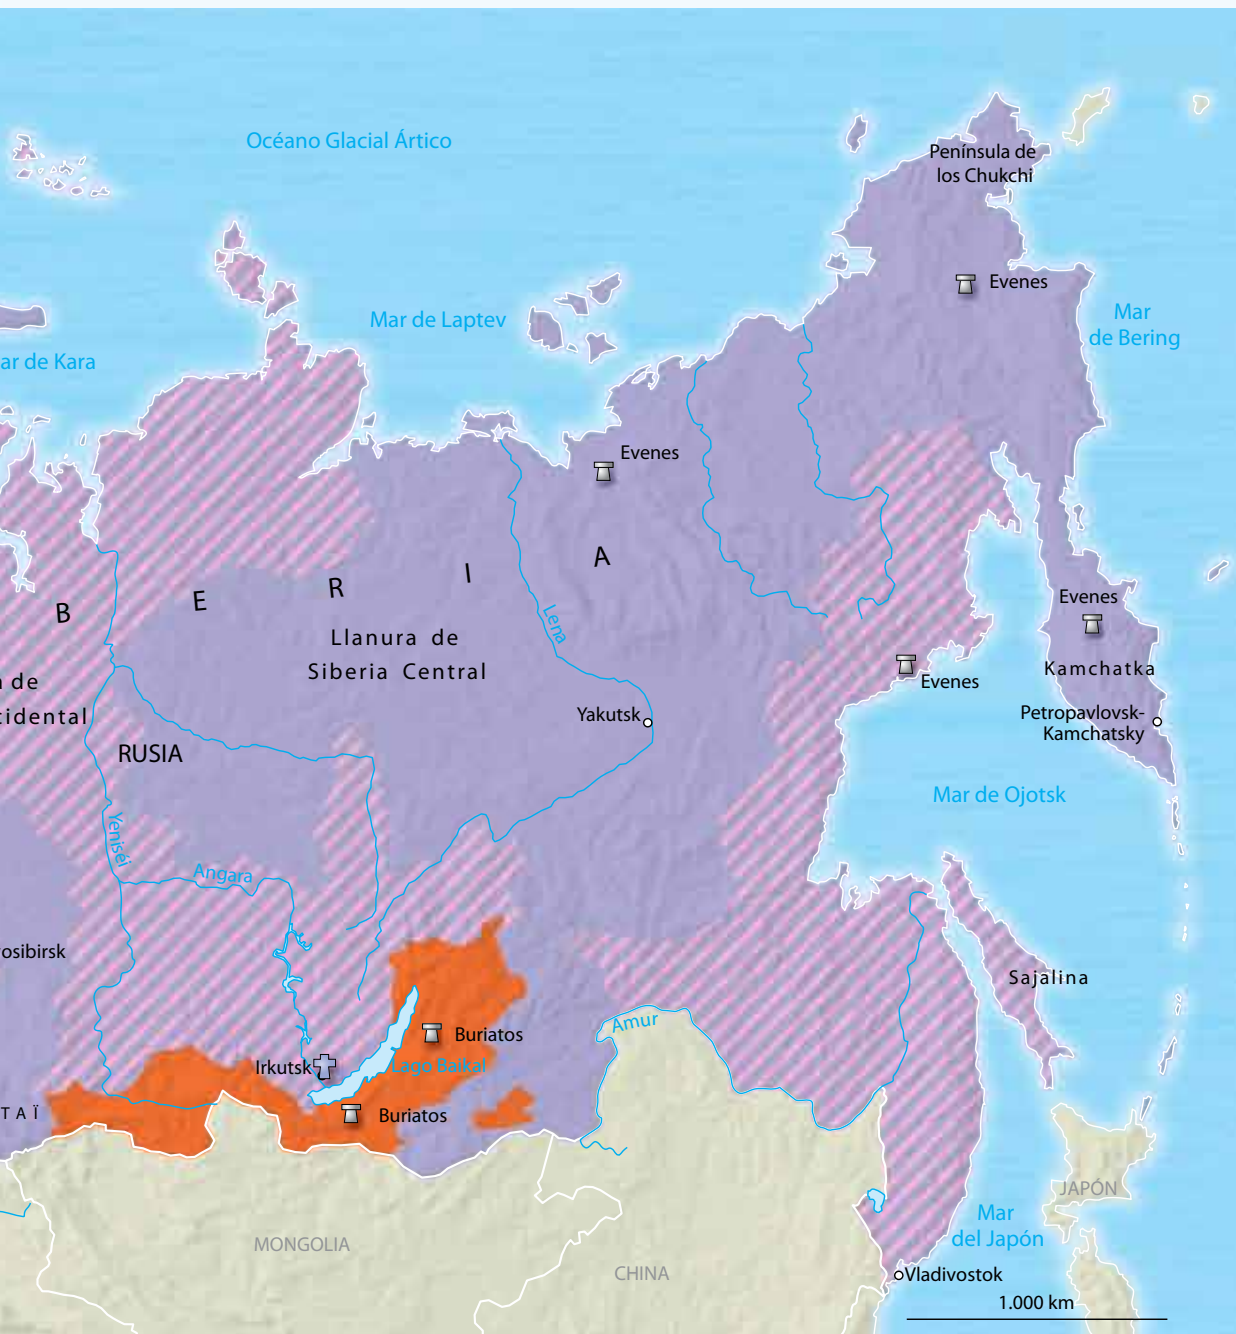 Océano Glacial Ártico
Península de
los Chukchi
Evenes
Mar de Laptev
Mar
de Bering
ar de Kara
Evenes
B E R I A
Llanura de
Siberia Central
Lena
Evenes
Kamchatka
de
cidental
Evenes
Yakutsk
Petropavlovsk-
Kamchatsky
RUSIA
Mar de Ojotsk
Yeniséi
Angara
osibirsk
Sajalina
Amur
Buriatos
Irkutsk
Lago Baikal
Buriatos
TAÏ
JAPÓN
Mar
del Japón
MONGOLIA
CHINA
Vladivostok
1.000 km